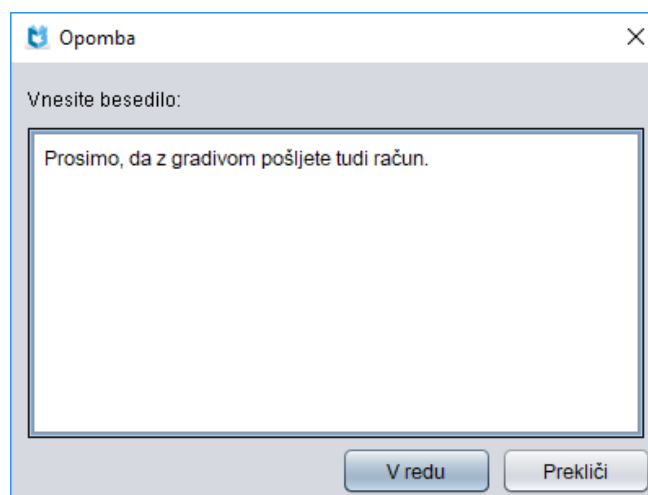 Opomba
Vnesite besedilo:
Prosimo, da z gradivom pošljete tudi račun.
V redu
Prekliči